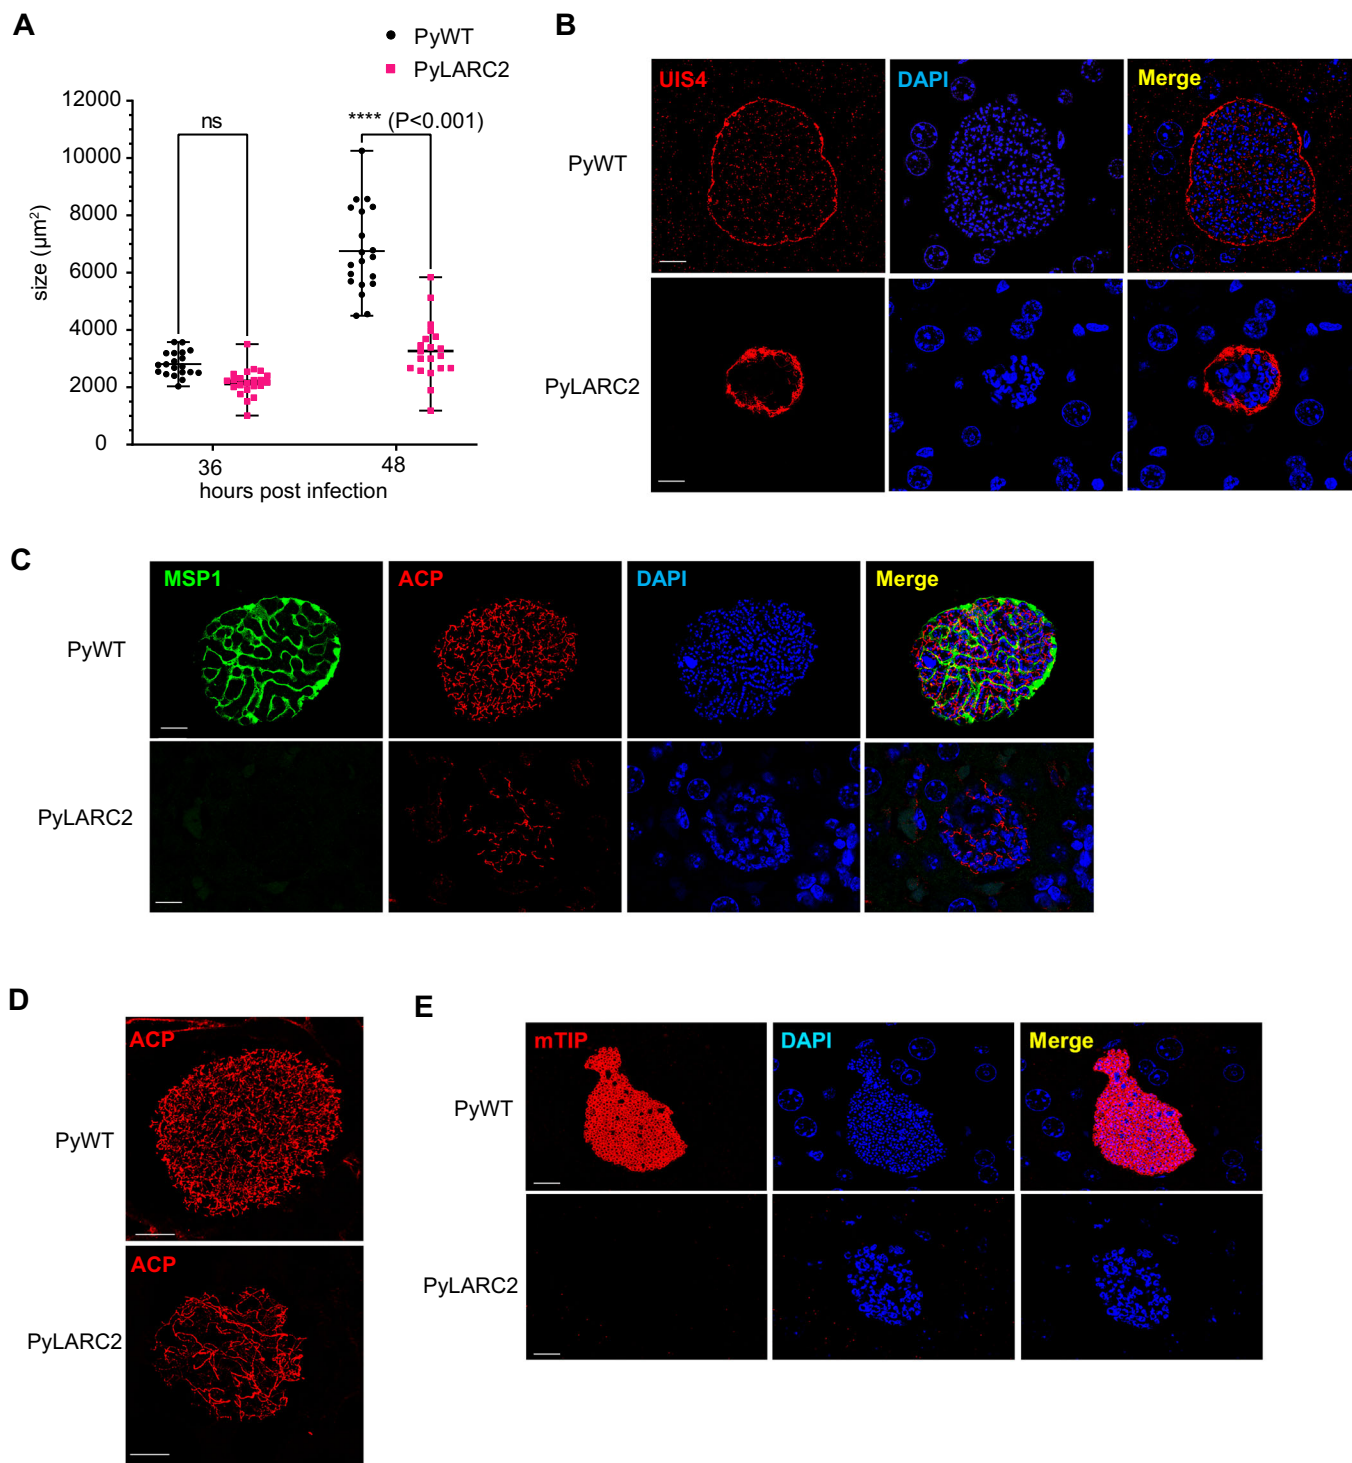 A
PyWT
PyLARC2
12000
10000
8000
6000
4000
2000
0
size (µm²)
ns
**** (P<0.001)
36
48
hours post infection
B
UIS4
DAPI
Merge
PyWT
PyLARC2
C
MSP1
ACP
DAPI
Merge
PyWT
PyLARC2
D
ACP
PyWT
ACP
PyLARC2
E
mTIP
DAPI
Merge
PyWT
PyLARC2